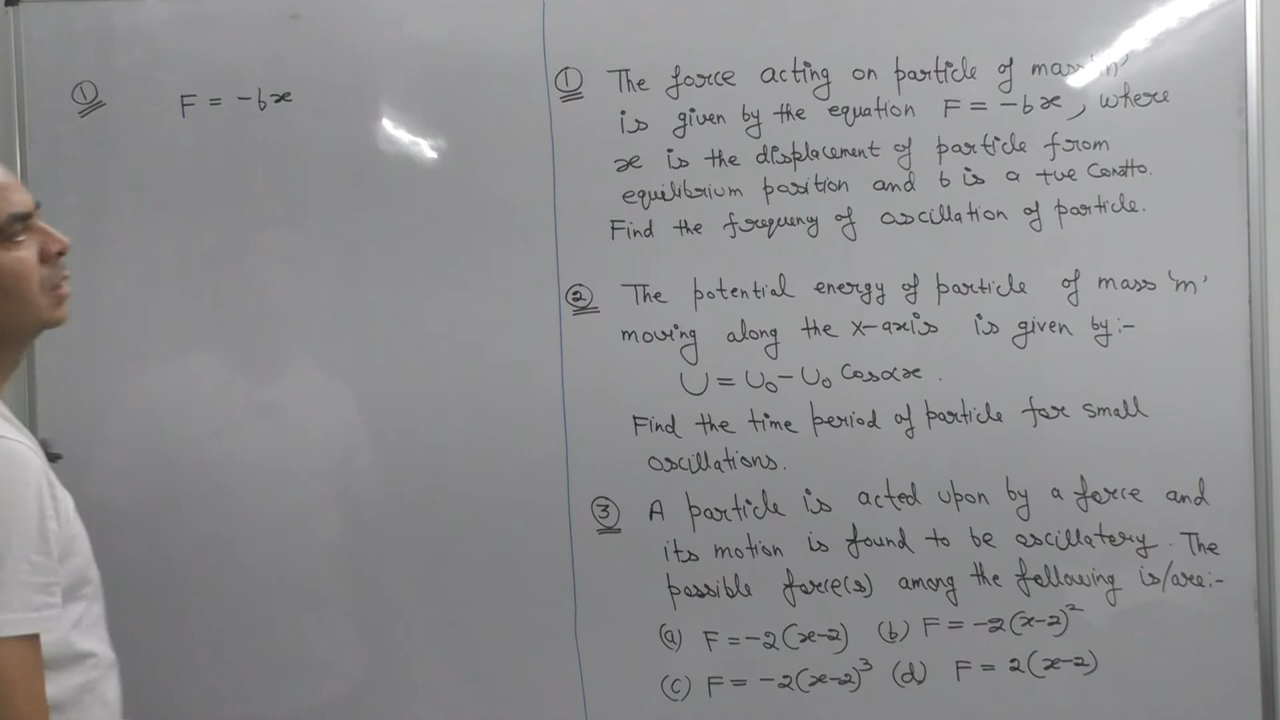 ① F = -bx
① The force acting on particle of mass 'm'
is given by the equation F = -bx, where
x is the displacement of particle from
equilibrium position and b is a +ve Constt.
Find the frequency of oscillation of particle.
② The potential energy of particle of mass 'm'
moving along the x-axis is given by:-
U = U₀ - U₀ Cosαx .
Find the time period of particle for small
oscillations.
③ A particle is acted upon by a force and
its motion is found to be oscillatory. The
possible force(s) among the following is/are:-
(a) F = -2(x-2) (b) F = -2(x-2)²
(c) F = -2(x-2)³ (d) F = 2(x-2)